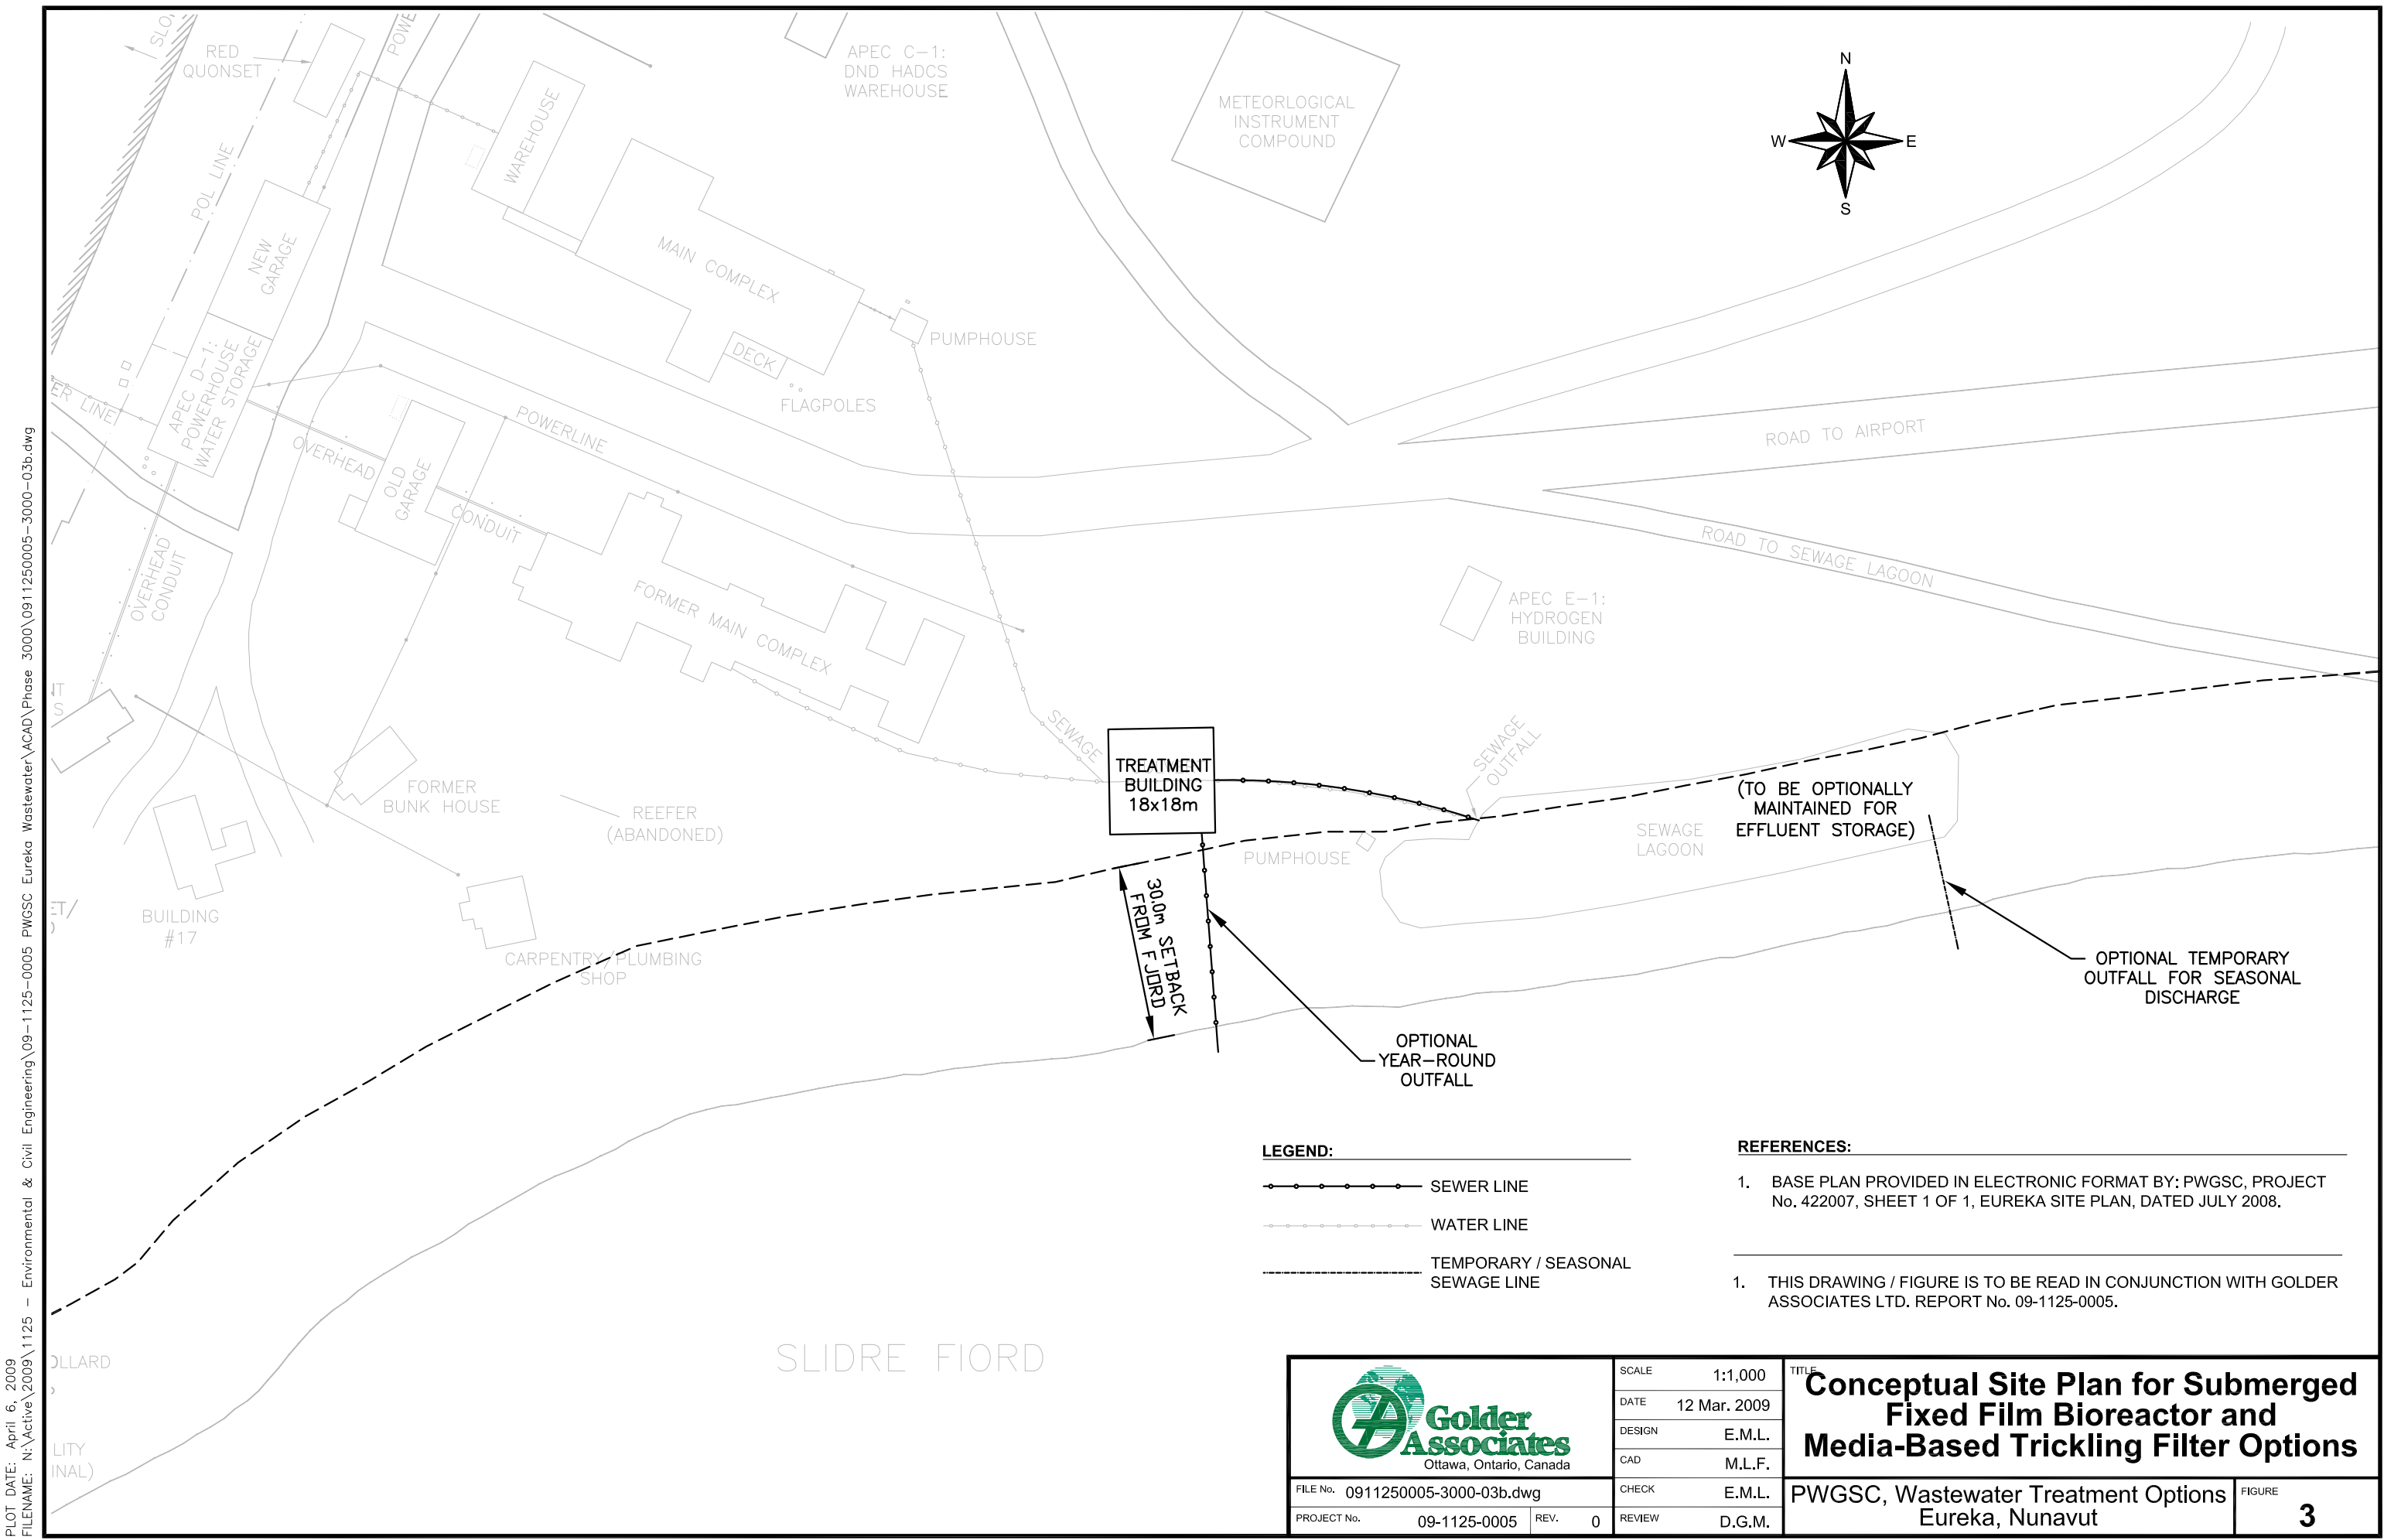 RED
QUONSET
POL LINE
WAREHOUSE
APEC C-1:
DND HADCS
WAREHOUSE
METEORLOGICAL
INSTRUMENT
COMPOUND
N
W
E
S
NEW
GARAGE
MAIN COMPLEX
PUMPHOUSE
DECK
FLAGPOLES
APEC D-1:
POWERHOUSE
WATER STORAGE
OVERHEAD
POWERLINE
OLD
GARAGE
CONDUIT
ROAD TO AIRPORT
ROAD TO SEWAGE LAGOON
OVERHEAD
CONDUIT
FORMER MAIN COMPLEX
APEC E-1:
HYDROGEN
BUILDING
SEWAGE
SEWAGE
OUTFALL
TREATMENT
BUILDING
18x18m
FORMER
BUNK HOUSE
REEFER
(ABANDONED)
PUMPHOUSE
SEWAGE
LAGOON
(TO BE OPTIONALLY
MAINTAINED FOR
EFFLUENT STORAGE)
BUILDING
#17
CARPENTRY/PLUMBING
SHOP
30.0m SETBACK
FROM FJORD
OPTIONAL TEMPORARY
OUTFALL FOR SEASONAL
DISCHARGE
OPTIONAL
YEAR-ROUND
OUTFALL
SLIDRE FIORD
LEGEND:
SEWER LINE
WATER LINE
TEMPORARY / SEASONAL
SEWAGE LINE
REFERENCES:
1. BASE PLAN PROVIDED IN ELECTRONIC FORMAT BY: PWGSC, PROJECT
No. 422007, SHEET 1 OF 1, EUREKA SITE PLAN, DATED JULY 2008.
1. THIS DRAWING / FIGURE IS TO BE READ IN CONJUNCTION WITH GOLDER
ASSOCIATES LTD. REPORT No. 09-1125-0005.
Golder
Associates
Ottawa, Ontario, Canada
FILE No. 0911250005-3000-03b.dwg
PROJECT No. 09-1125-0005 REV. 0
SCALE 1:1,000
DATE 12 Mar. 2009
DESIGN E.M.L.
CAD M.L.F.
CHECK E.M.L.
REVIEW D.G.M.
TITLE
Conceptual Site Plan for Submerged
Fixed Film Bioreactor and
Media-Based Trickling Filter Options
PWGSC, Wastewater Treatment Options
Eureka, Nunavut
FIGURE
3
PLOT DATE: April 6, 2009
FILENAME: N:\Active\2009\1125 - Environmental & Civil Engineering\09-1125-0005 PWGSC Eureka Wastewater\ACAD\Phase 3000\0911250005-3000-03b.dwg